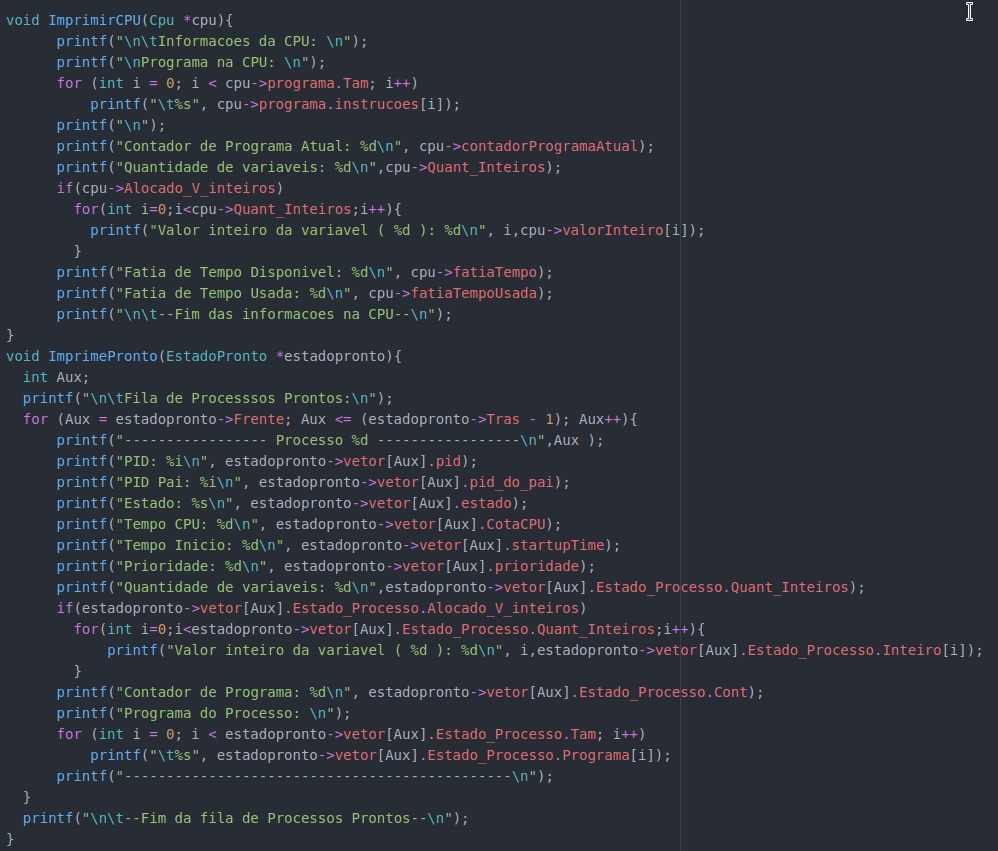 void ImprimirCPU(Cpu *cpu){
      printf("\n\tInformacoes da CPU: \n");
      printf("\nPrograma na CPU: \n");
      for (int i = 0; i < cpu->programa.Tam; i++)
          printf("\t%s", cpu->programa.instrucoes[i]);
      printf("\n");
      printf("Contador de Programa Atual: %d\n", cpu->contadorProgramaAtual);
      printf("Quantidade de variaveis: %d\n",cpu->Quant_Inteiros);
      if(cpu->Alocado_V_inteiros)
        for(int i=0;i<cpu->Quant_Inteiros;i++){
          printf("Valor inteiro da variavel ( %d ): %d\n", i,cpu->valorInteiro[i]);
        }
      printf("Fatia de Tempo Disponivel: %d\n", cpu->fatiaTempo);
      printf("Fatia de Tempo Usada: %d\n", cpu->fatiaTempoUsada);
      printf("\n\t--Fim das informacoes na CPU--\n");
}
void ImprimePronto(EstadoPronto *estadopronto){
  int Aux;
  printf("\n\tFila de Processsos Prontos:\n");
  for (Aux = estadopronto->Frente; Aux <= (estadopronto->Tras - 1); Aux++){
      printf("----------------- Processo %d -----------------\n",Aux );
      printf("PID: %i\n", estadopronto->vetor[Aux].pid);
      printf("PID Pai: %i\n", estadopronto->vetor[Aux].pid_do_pai);
      printf("Estado: %s\n", estadopronto->vetor[Aux].estado);
      printf("Tempo CPU: %d\n", estadopronto->vetor[Aux].CotaCPU);
      printf("Tempo Inicio: %d\n", estadopronto->vetor[Aux].startupTime);
      printf("Prioridade: %d\n", estadopronto->vetor[Aux].prioridade);
      printf("Quantidade de variaveis: %d\n",estadopronto->vetor[Aux].Estado_Processo.Quant_Inteiros);
      if(estadopronto->vetor[Aux].Estado_Processo.Alocado_V_inteiros)
        for(int i=0;i<estadopronto->vetor[Aux].Estado_Processo.Quant_Inteiros;i++){
            printf("Valor inteiro da variavel ( %d ): %d\n", i,estadopronto->vetor[Aux].Estado_Processo.Inteiro[i]);
        }
      printf("Contador de Programa: %d\n", estadopronto->vetor[Aux].Estado_Processo.Cont);
      printf("Programa do Processo: \n");
      for (int i = 0; i < estadopronto->vetor[Aux].Estado_Processo.Tam; i++)
          printf("\t%s", estadopronto->vetor[Aux].Estado_Processo.Programa[i]);
      printf("----------------------------------------------\n");
  }
  printf("\n\t--Fim da fila de Processos Prontos--\n");
}